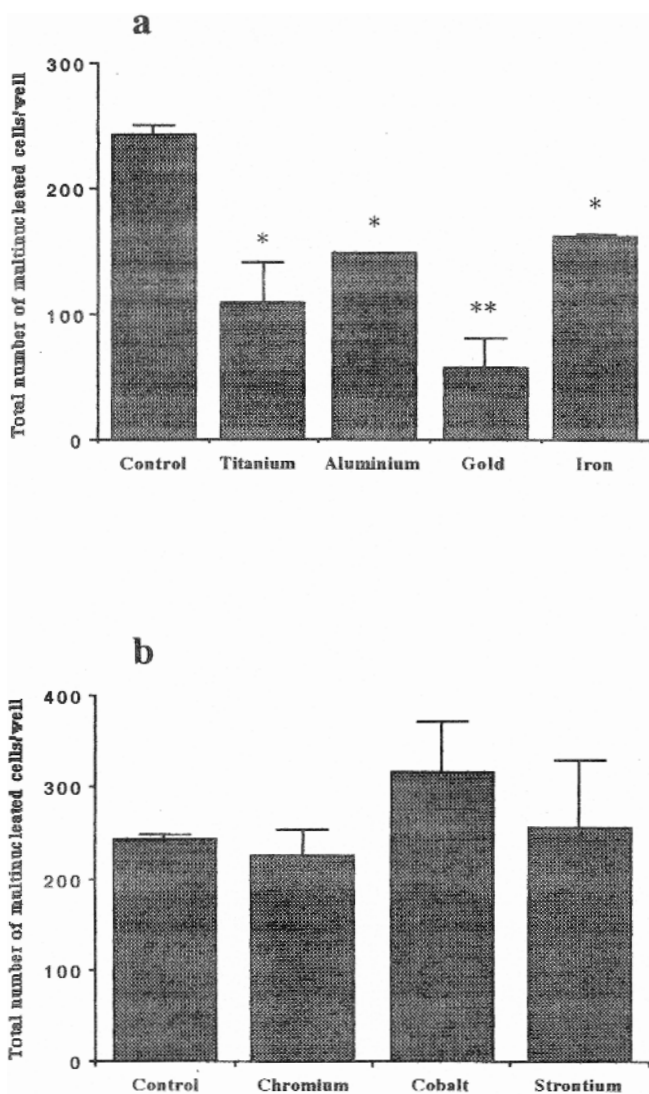 a
Total number of multinucleated cells/well
300
200
100
0
*
*
**
*
Control Titanium Aluminium Gold Iron
b
Total number of multinucleated cells/well
400
300
200
100
0
Control Chromium Cobalt Strontium